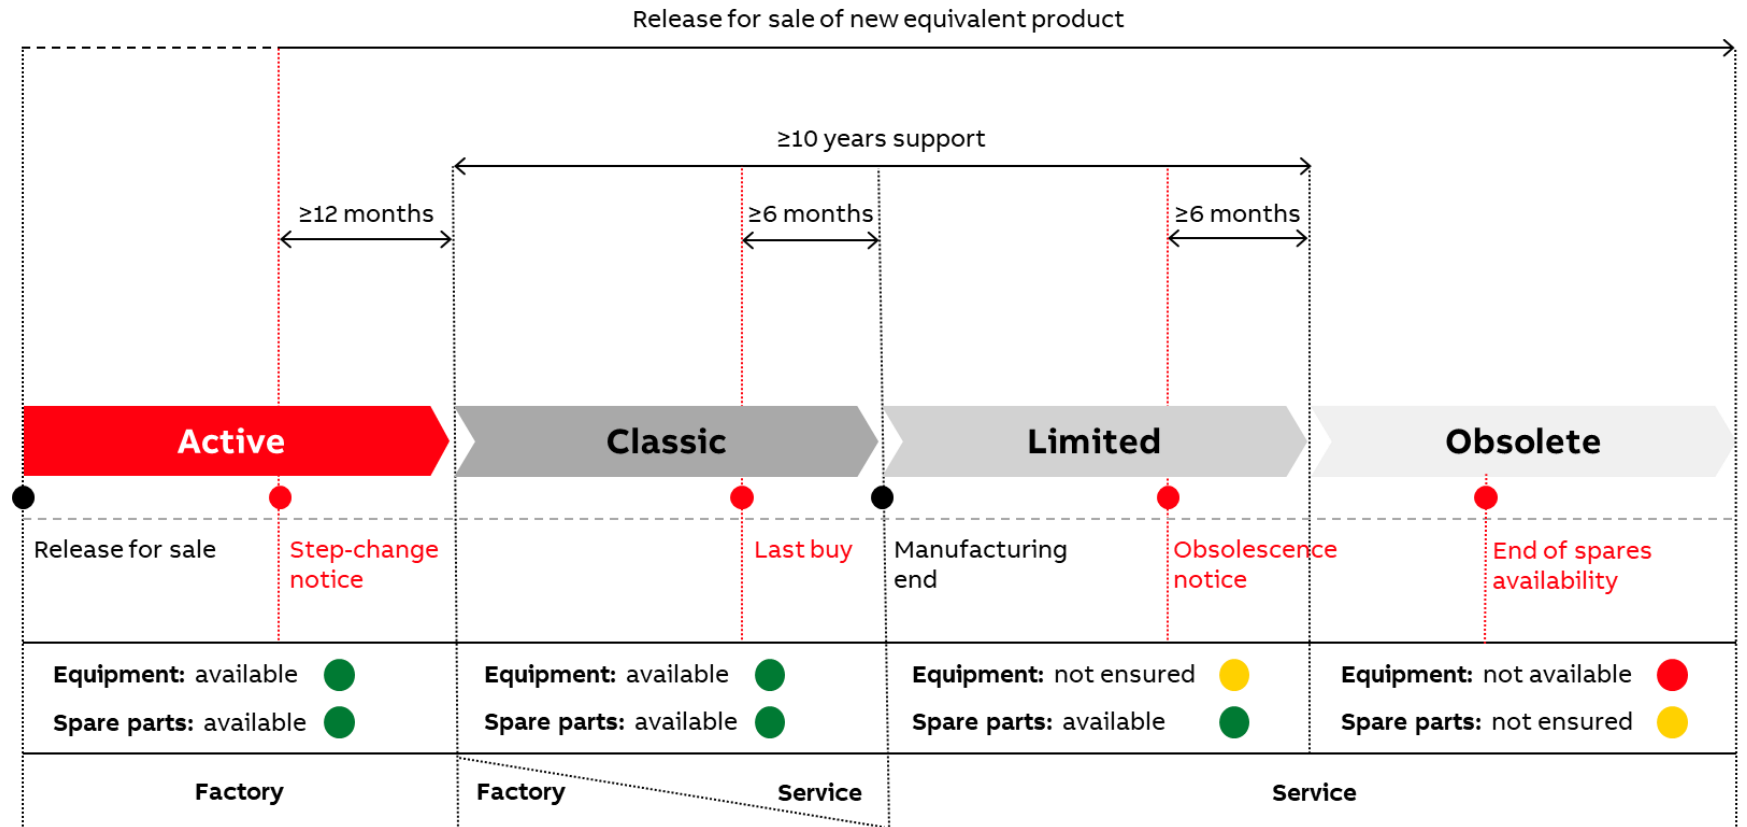 Release for sale of new equivalent product
≥10 years support
≥12 months
≥6 months
≥6 months
Active
Classic
Limited
Obsolete
Release for sale
Step-change
notice
Last buy
Manufacturing
end
Obsolescence
notice
End of spares
availability
Equipment: available
Spare parts: available
Equipment: available
Spare parts: available
Equipment: not ensured
Spare parts: available
Equipment: not available
Spare parts: not ensured
Factory
Factory
Service
Service